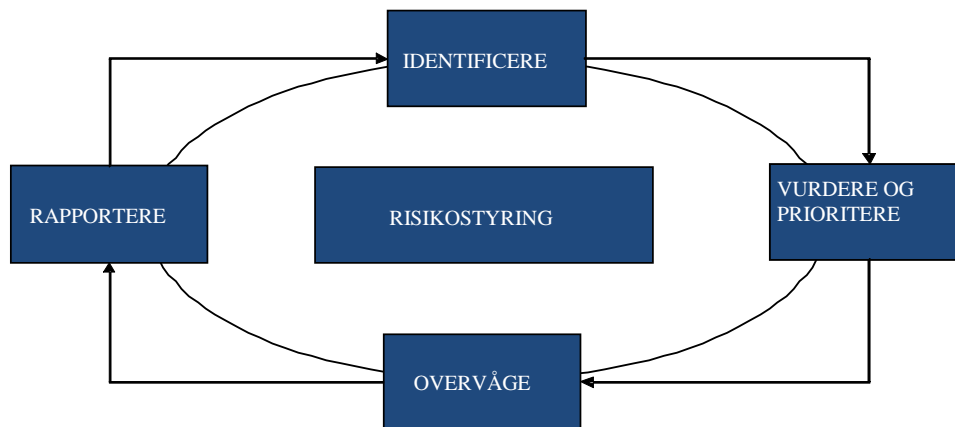 IDENTIFICERE
VURDERE OG
PRIORITERE
RAPPORTERE
RISIKOSTYRING
OVERVÅGE